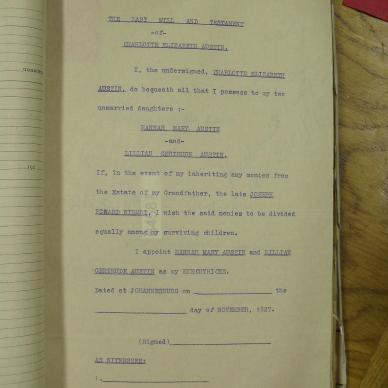 THE LAST WILL AND TESTAMENT
-of-
CHARLOTTE ELIZABETH AUSTIN.
I, the undersigned, CHARLOTTE ELIZABETH
AUSTIN, do bequeath all that I possess to my two
unmarried daughters :-
HANNAH MARY AUSTIN
-and-
LILLIAN GERTRUDE AUSTIN.
If, in the event of my inheriting any monies from
the Estate of my Grandfather, the late JOSEPH
EDWARD, I wish the said monies to be divided
equally among my surviving children.
I appoint HANNAH MARY AUSTIN and LILLIAN
GERTRUDE AUSTIN as my EXECUTRICES.
Dated at JOHANNESBURG on the
day of NOVEMBER, 1927.
(Signed)
AS WITNESSES: